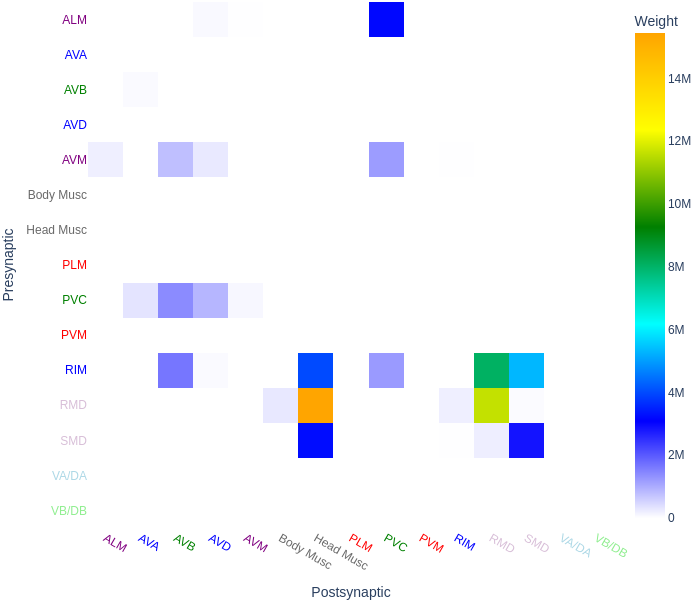 Weight
ALM
AVA
AVB
AVD
AVM
Body Musc
Head Musc
PLM
PVC
PVM
RIM
RMD
SMD
VA/DA
VB/DB
Presynaptic
14M
12M
10M
8M
6M
4M
2M
0
ALM
AVA
AVB
AVD
AVM
Body Musc
Head Musc
PLM
PVC
PVM
RIM
RMD
SMD
VA/DA
VB/DB
Postsynaptic